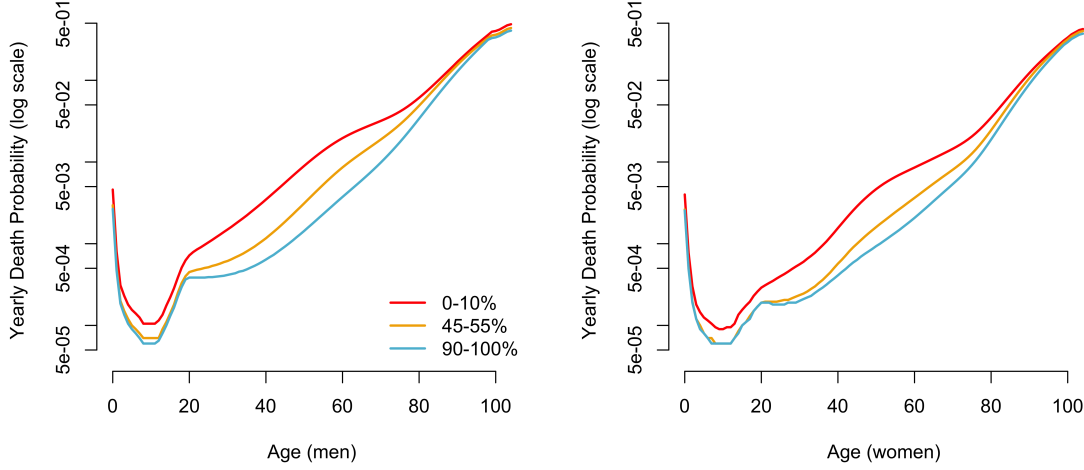 Yearly Death Probability (log scale)
5e-01
5e-02
5e-03
5e-04
5e-05
0-10%
45-55%
90-100%
0 20 40 60 80 100
Age (men)
Yearly Death Probability (log scale)
5e-01
5e-02
5e-03
5e-04
5e-05
0 20 40 60 80 100
Age (women)